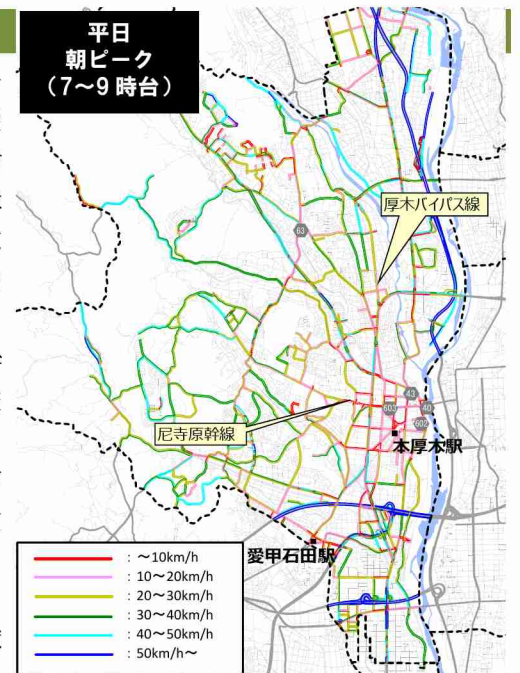 平日
朝ピーク
(7〜9 時台)
厚木バイパス線
63
43
603
40
602
本厚木駅
尼寺原幹線
愛甲石田駅
：〜10km/h
：10〜20km/h
：20〜30km/h
：30〜40km/h
：40〜50km/h
：50km/h〜